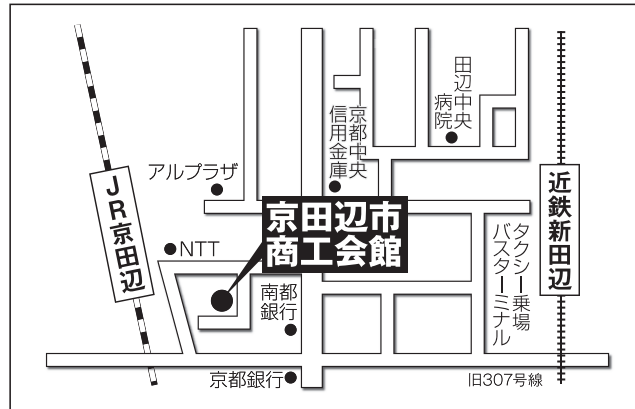 田辺中央
病院
京都中央
信用金庫
アルプラザ
JR京田辺
京田辺市
商工会館
近鉄新田辺
NTT
タクシー乗場
バスターミナル
南都
銀行
京都銀行
旧307号線